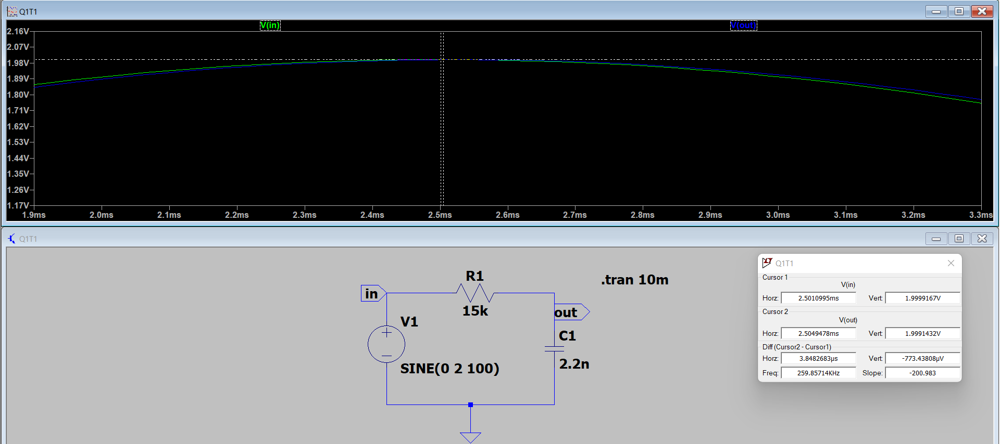 Q1T1
V(in) V(out)
2.16V
2.07V
1.98V
1.89V
1.80V
1.71V
1.62V
1.53V
1.44V
1.35V
1.26V
1.17V
1.9ms 2.0ms 2.1ms 2.2ms 2.3ms 2.4ms 2.5ms 2.6ms 2.7ms 2.8ms 2.9ms 3.0ms 3.1ms 3.2ms 3.3ms
Q1T1
R1
15k
in
out
V1
SINE(0 2 100)
C1
2.2n
.tran 10m
Q1T1
Cursor 1
V(in)
Horz: 2.5010995ms Vert: 1.9999167V
Cursor 2
V(out)
Horz: 2.5049478ms Vert: 1.9991432V
Diff (Cursor2 - Cursor1)
Horz: 3.8482683µs Vert: -773.43808µV
Freq: 259.85714KHz Slope: -200.983